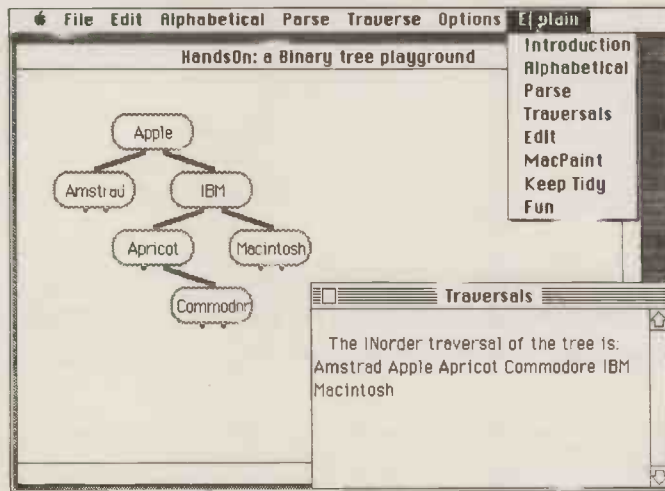 File Edit Alphabetical Parse Traverse Options Explain
HandsOn: a Binary tree playground
Introduction
Alphabetical
Parse
Traversals
Edit
MacPaint
Keep Tidy
Fun
Apple
Amstrad
IBM
Apricot
Macintosh
Commodor
Traversals
The INorder traversal of the tree is:
Amstrad Apple Apricot Commodore IBM
Macintosh